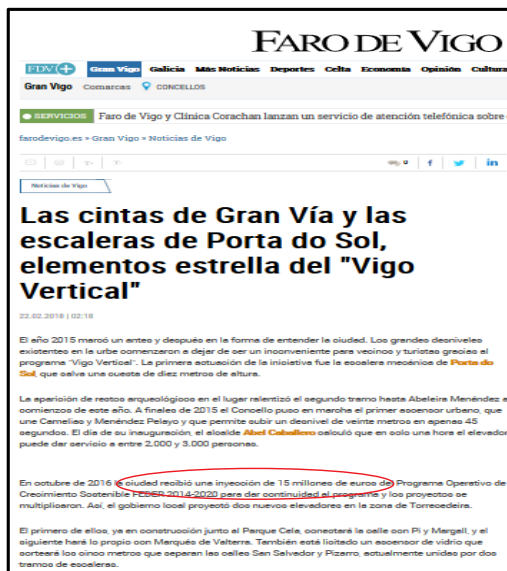 FARO DE VIGO
FDV+ Gran Vigo Galicia Más Noticias Deportes Celta Economía Opinión Cultura
Gran Vigo Comarcas CONCELLOS
SERVICIOS Faro de Vigo y Clínica Corachan lanzan un servicio de atención telefónica sobre
farodevigo.es » Gran Vigo » Noticias de Vigo
0 f in
Noticias de Vigo
Las cintas de Gran Vía y las
escaleras de Porta do Sol,
elementos estrella del "Vigo
Vertical"
22.02.2018 | 02:18
El año 2015 marcó un antes y después en la forma de entender la ciudad. Los grandes desniveles
existentes en la urbe comenzaron a dejar de ser un inconveniente para vecinos y turistas gracias al
programa "Vigo Vertical". La primera actuación de la iniciativa fue la escalera mecánica de Porta do
Sol, que salva una cuesta de diez metros de altura.
La aparición de restos arqueológicos en el lugar ralentizó el segundo tramo hasta Abeleira Menéndez a
comienzos de este año. A finales de 2015 el Concello puso en marcha el primer ascensor urbano, que
une Camelias y Menéndez Pelayo y que permite subir un desnivel de veinte metros en apenas 45
segundos. El día de su inauguración, el alcalde Abel Caballero calculó que en solo una hora el elevador
puede dar servicio a entre 2.000 y 3.000 personas.
En octubre de 2016 la ciudad recibió una inyección de 15 millones de euros del Programa Operativo de
Crecimiento Sostenible FEDER 2014-2020 para dar continuidad al programa y los proyectos se
multiplicaron. Así, el gobierno local proyectó dos nuevos elevadores en la zona de Torrecedeira.
El primero de ellos, ya en construcción junto al Parque Cela, conectará la calle con Pi y Margall, y el
siguiente hará lo propio con Marqués de Valterra. También está licitado un ascensor de vidrio que
sorteará los cinco metros que separan las calles San Salvador y Pizarro, actualmente unidas por dos
tramos de escaleras.